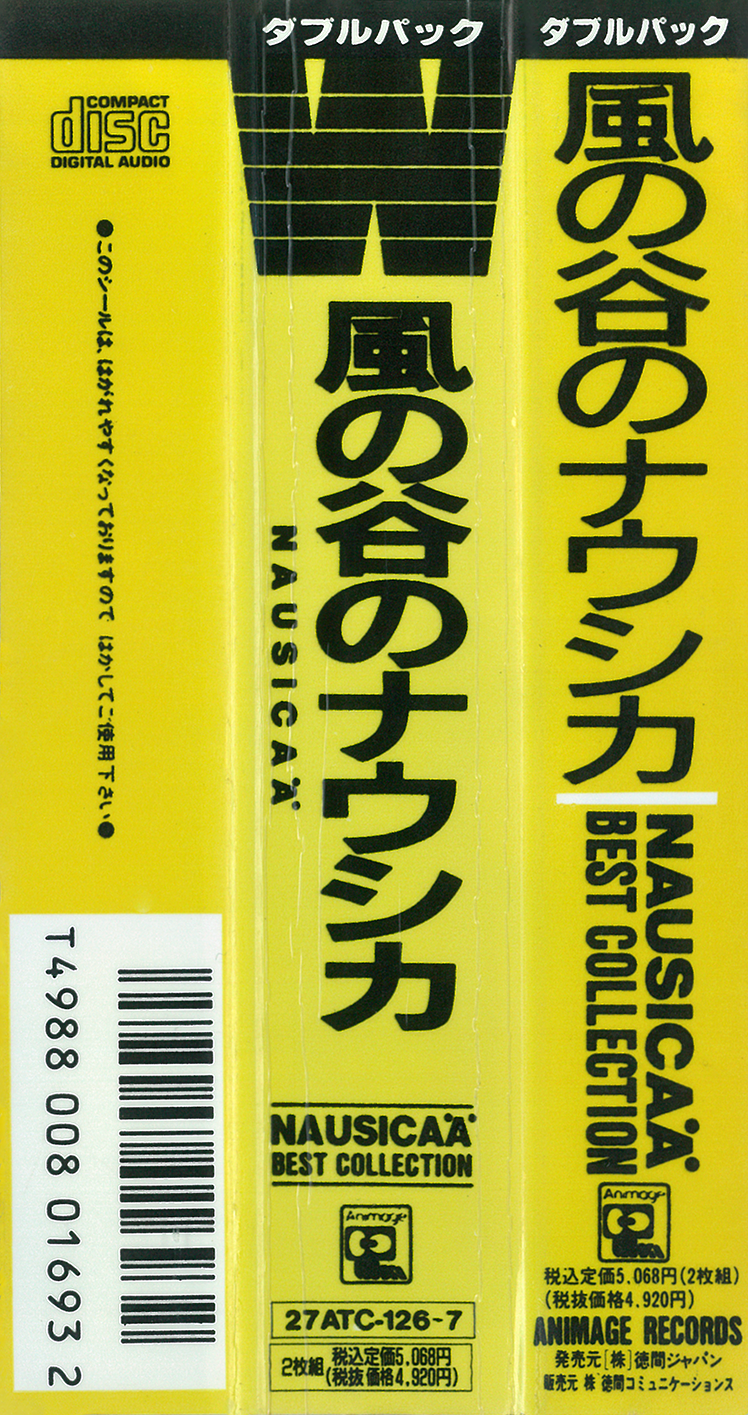 COMPACT
disc
DIGITAL AUDIO
●このシールは、はがれやすくなっておりますので はがしてご使用下さい●
T4988 008 01693 2
ダブルパック
W
風の谷のナウシカ
NAUSICAÄ
NAUSICAÄ
BEST COLLECTION
Animage
27ATC-126~7
2枚組 税込定価5,068円
(税抜価格4,920円)
ダブルパック
風の谷のナウシカ
NAUSICAÄ
BEST COLLECTION
Animage
税込定価5,068円(2枚組)
(税抜価格4.920円)
ANIMAGE RECORDS
発売元[株]徳間ジャパン
販売元 株 徳間コミュニケーションズ